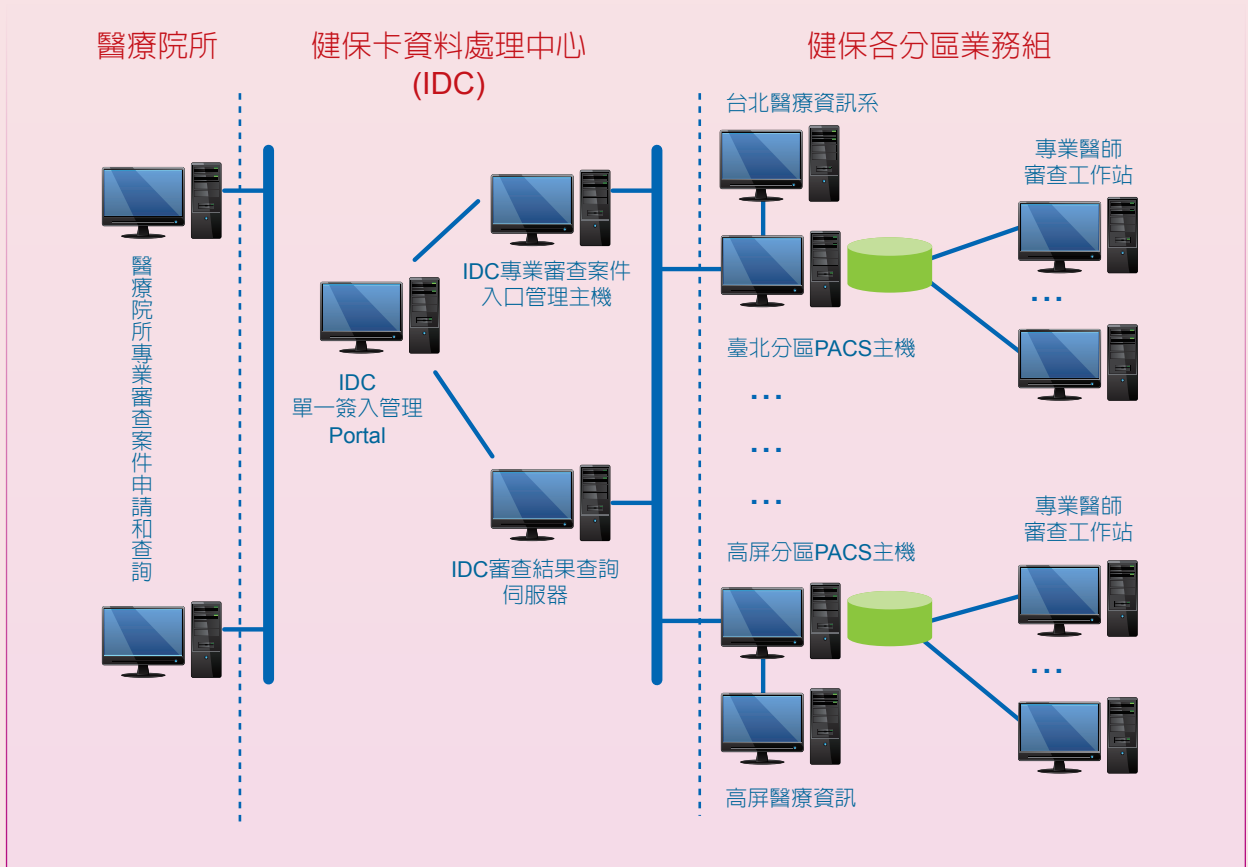 醫療院所
健保卡資料處理中心
(IDC)
健保各分區業務組
醫療院所專業審查案件申請和查詢
IDC
單一簽入管理
Portal
IDC專業審查案件
入口管理主機
IDC審查結果查詢
伺服器
台北醫療資訊系
臺北分區PACS主機
專業醫師
審查工作站
...
...
...
...
高屏分區PACS主機
高屏醫療資訊
專業醫師
審查工作站
...